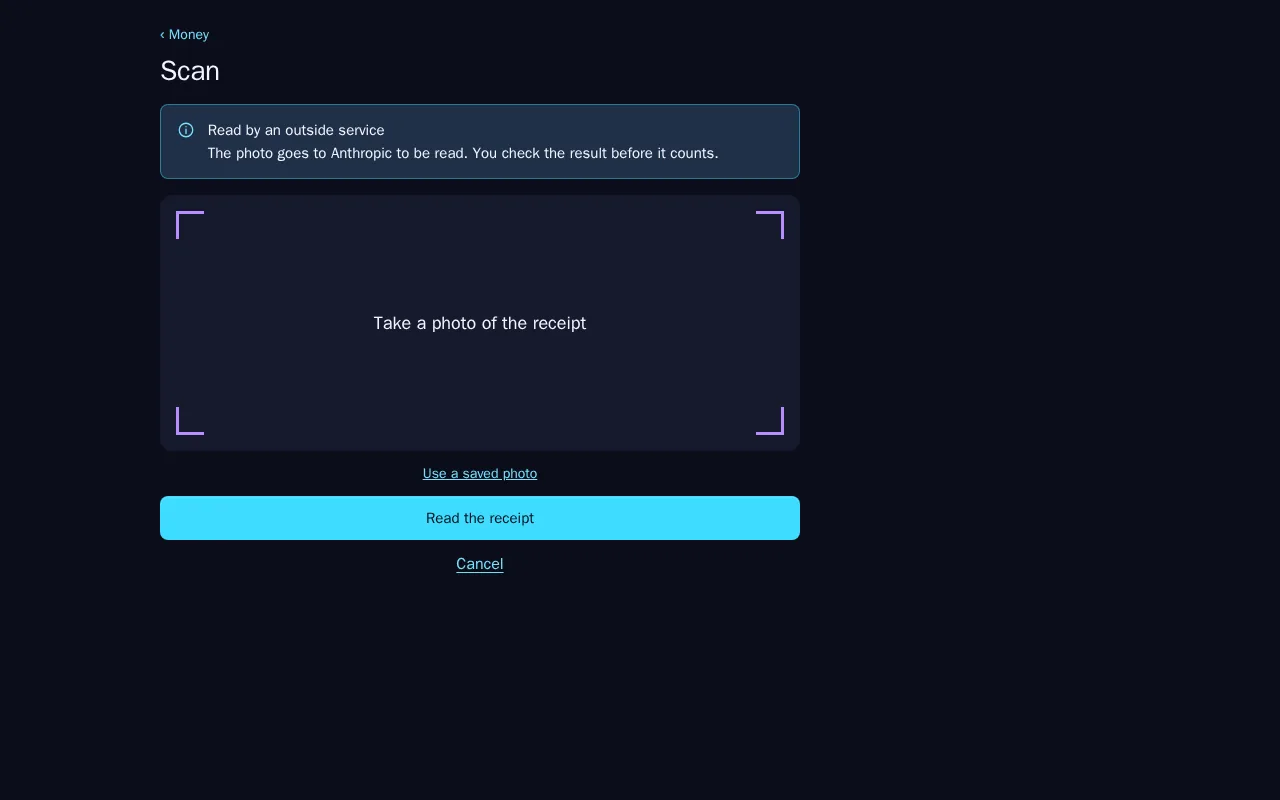 ‹ Money
Scan
Read by an outside service
The photo goes to Anthropic to be read. You check the result before it counts.
Take a photo of the receipt
Use a saved photo
Read the receipt
Cancel